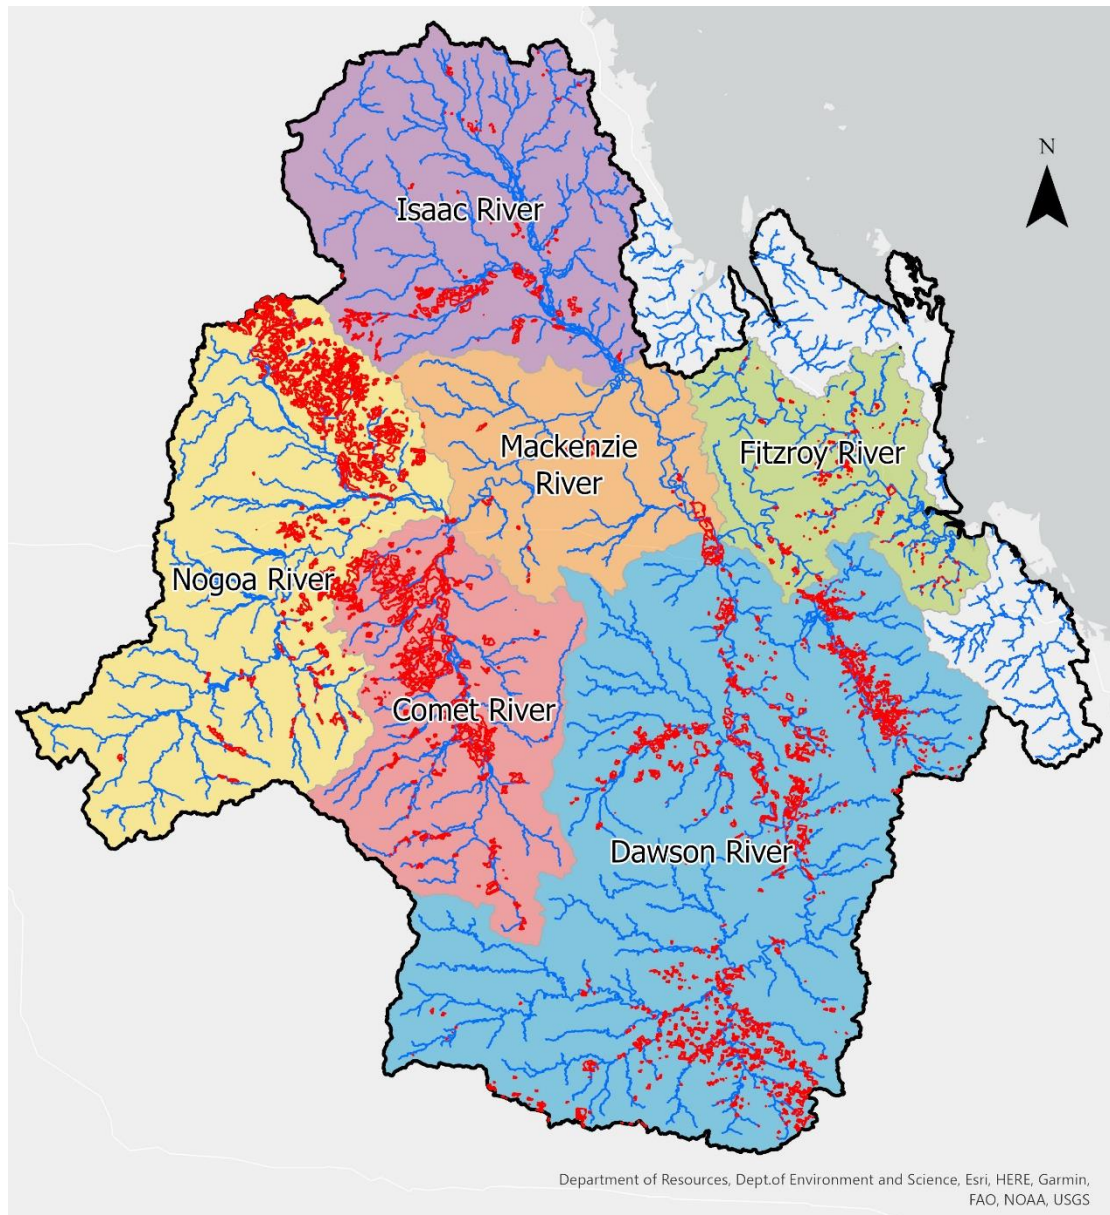 N
Isaac River
Mackenzie
River
Fitzroy River
Nogoa River
Comet River
Dawson River
Department of Resources, Dept.of Environment and Science, Esri, HERE, Garmin,
FAO, NOAA, USGS